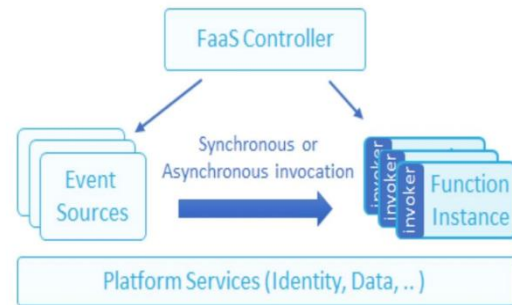 FaaS Controller
Synchronous or
Asynchronous invocation
Event
Sources
invoker
invoker
invoker
Function
Instance
Platform Services (Identity, Data, .. )